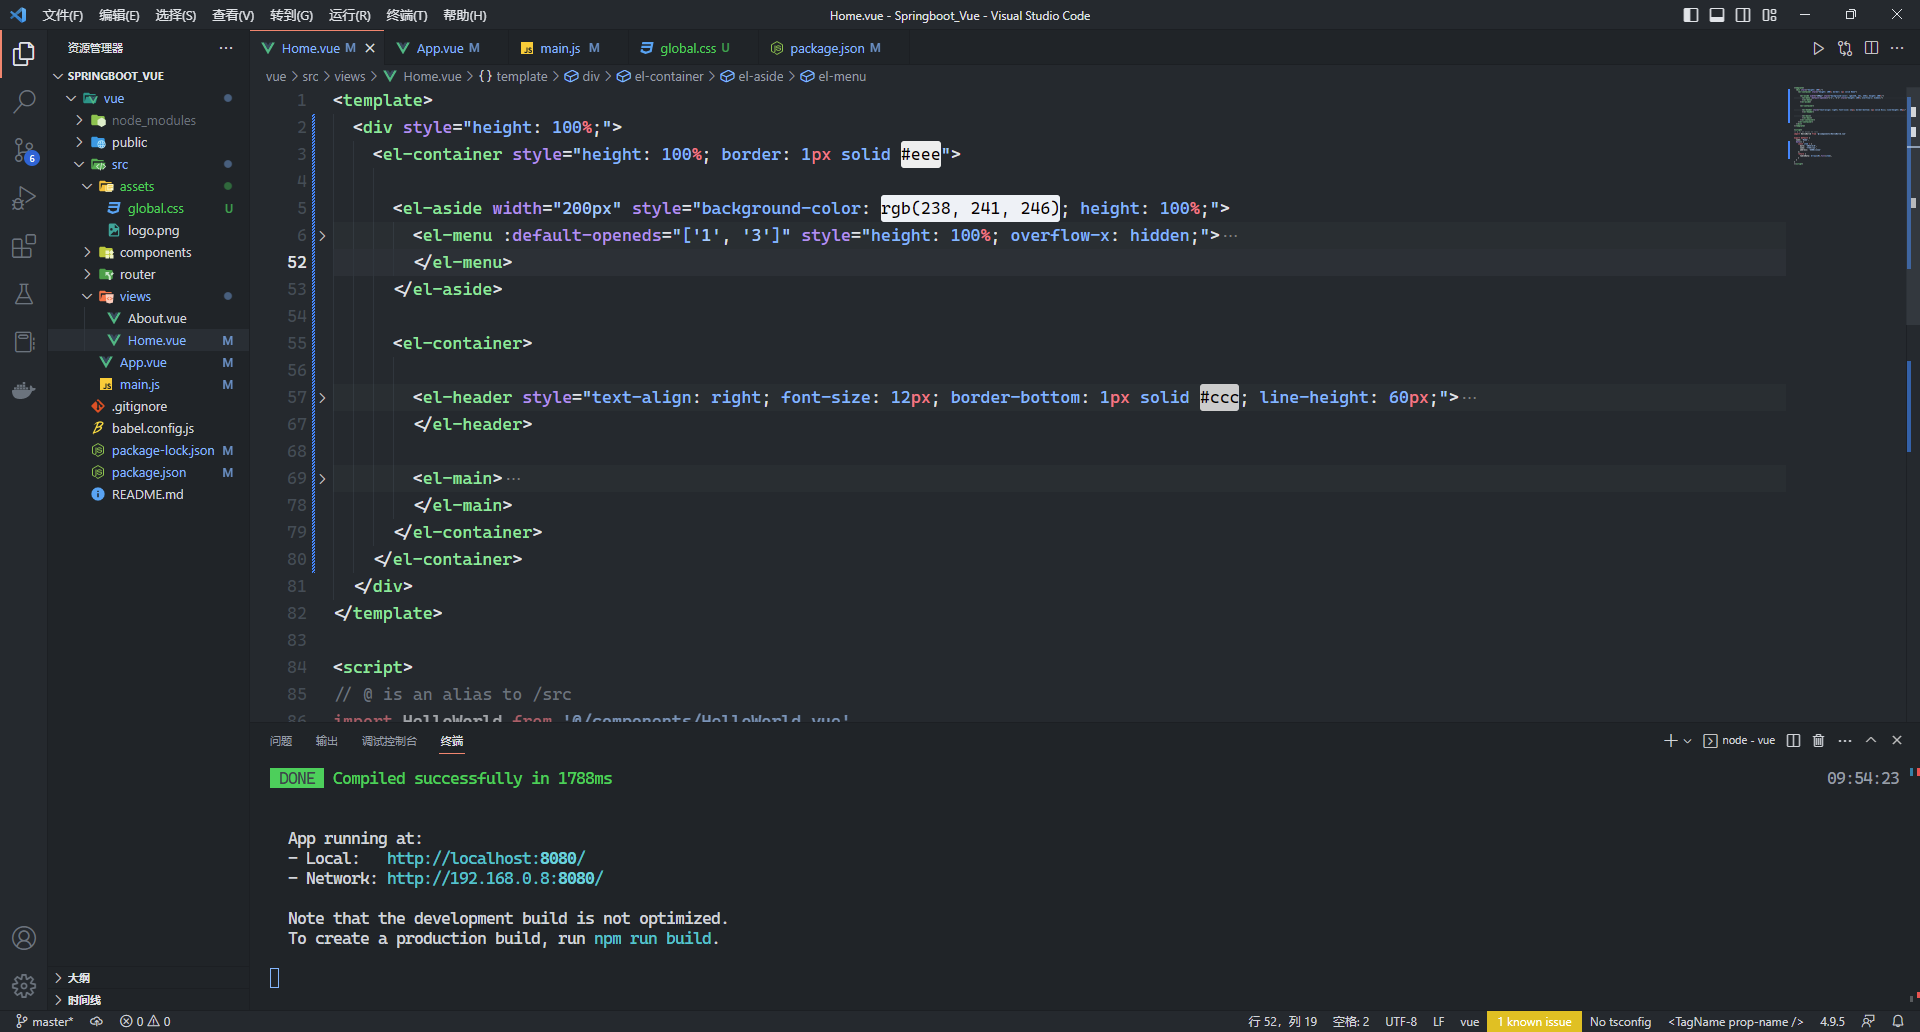 文件(F) 编辑(E) 选择(S) 查看(V) 转到(G) 运行(R) 终端(T) 帮助(H) Home.vue - Springboot_Vue - Visual Studio Code
资源管理器 ···
SPRINGBOOT_VUE
vue
node_modules
public
src
assets
global.css U
logo.png
components
router
views
About.vue
Home.vue M
App.vue M
main.js M
.gitignore
babel.config.js
package-lock.json M
package.json M
README.md
大纲
时间线
6
Home.vue M App.vue M main.js M global.css U package.json M
vue > src > views > Home.vue > {} template > div > el-container > el-aside > el-menu
1 <template>
2 <div style="height: 100%;">
3 <el-container style="height: 100%; border: 1px solid #eee">
4
5 <el-aside width="200px" style="background-color: rgb(238, 241, 246); height: 100%;">
6 <el-menu :default-openeds="['1', '3']" style="height: 100%; overflow-x: hidden;">···
52 </el-menu>
53 </el-aside>
54
55 <el-container>
56
57 <el-header style="text-align: right; font-size: 12px; border-bottom: 1px solid #ccc; line-height: 60px;">···
67 </el-header>
68
69 <el-main>···
78 </el-main>
79 </el-container>
80 </el-container>
81 </div>
82 </template>
83
84 <script>
85 // @ is an alias to /src
86 import HelloWorld from '@/components/HelloWorld.vue'
问题 输出 调试控制台 终端 node - vue
DONE Compiled successfully in 1788ms 09:54:23
App running at:
- Local: http://localhost:8080/
- Network: http://192.168.0.8:8080/
Note that the development build is not optimized.
To create a production build, run npm run build.
master* 0 0 行 52，列 19 空格: 2 UTF-8 LF vue 1 known issue No tsconfig <TagName prop-name /> 4.9.5